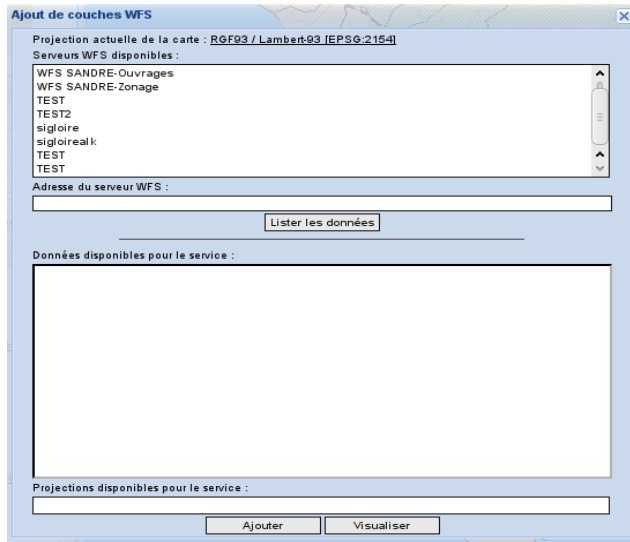 Ajout de couches WFS
Projection actuelle de la carte : RGF93 / Lambert-93 [EPSG:2154]
Serveurs WFS disponibles :
WFS SANDRE-Ouvrages
WFS SANDRE-Zonage
TEST
TEST2
sigloire
sigloirealk
TEST
TEST
Adresse du serveur WFS :
Lister les données
Données disponibles pour le service :
Projections disponibles pour le service :
Ajouter Visualiser